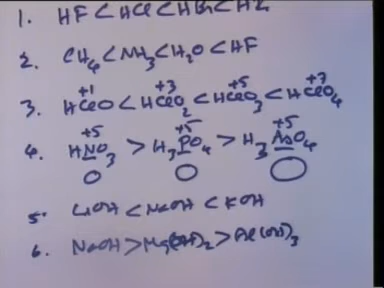 1. HF < HCl < HBr < HI
2. CH4 < NH3 < H2O < HF
+1 +3 +5 +7
3. HClO < HClO2 < HClO3 < HClO4
+5 +5 +5
4. HNO3 > H3PO4 > H3AsO4
5. LiOH < NaOH < KOH
6. NaOH > Mg(OH)2 > Al(OH)3